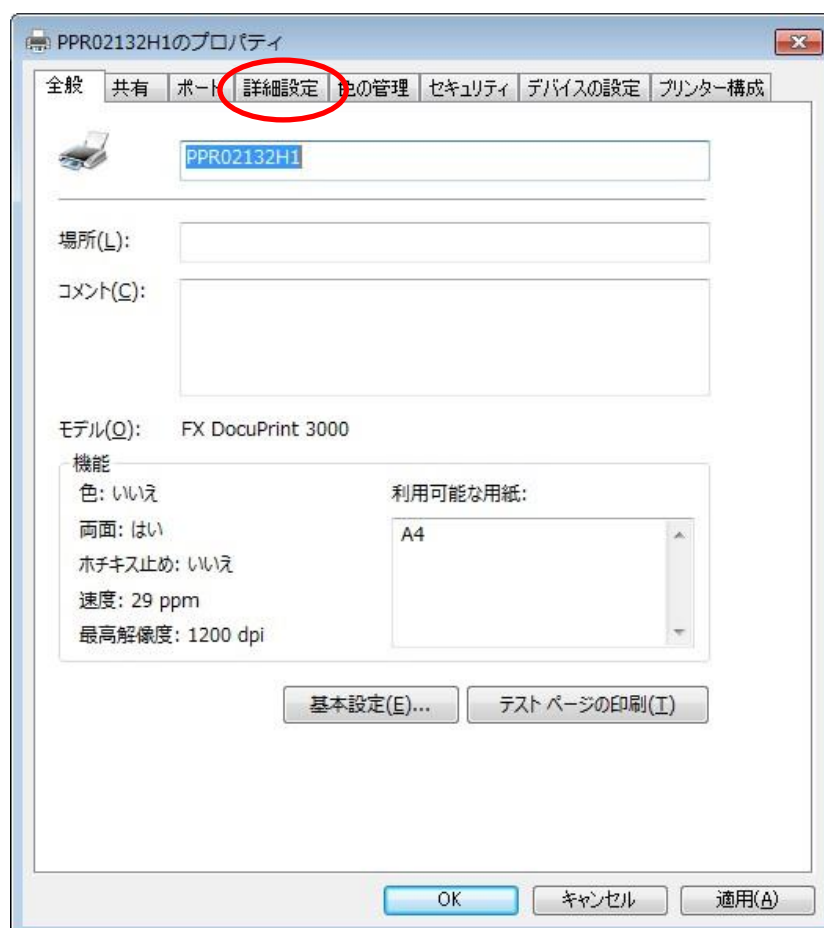 PPR02132H1のプロパティ
全般 共有 ポート 詳細設定 色の管理 セキュリティ デバイスの設定 プリンター構成
PPR02132H1
場所(L):
コメント(C):
モデル(O): FX DocuPrint 3000
機能
色: いいえ
両面: はい
ホチキス止め: いいえ
速度: 29 ppm
最高解像度: 1200 dpi
利用可能な用紙:
A4
基本設定(E)... テスト ページの印刷(T)
OK キャンセル 適用(A)